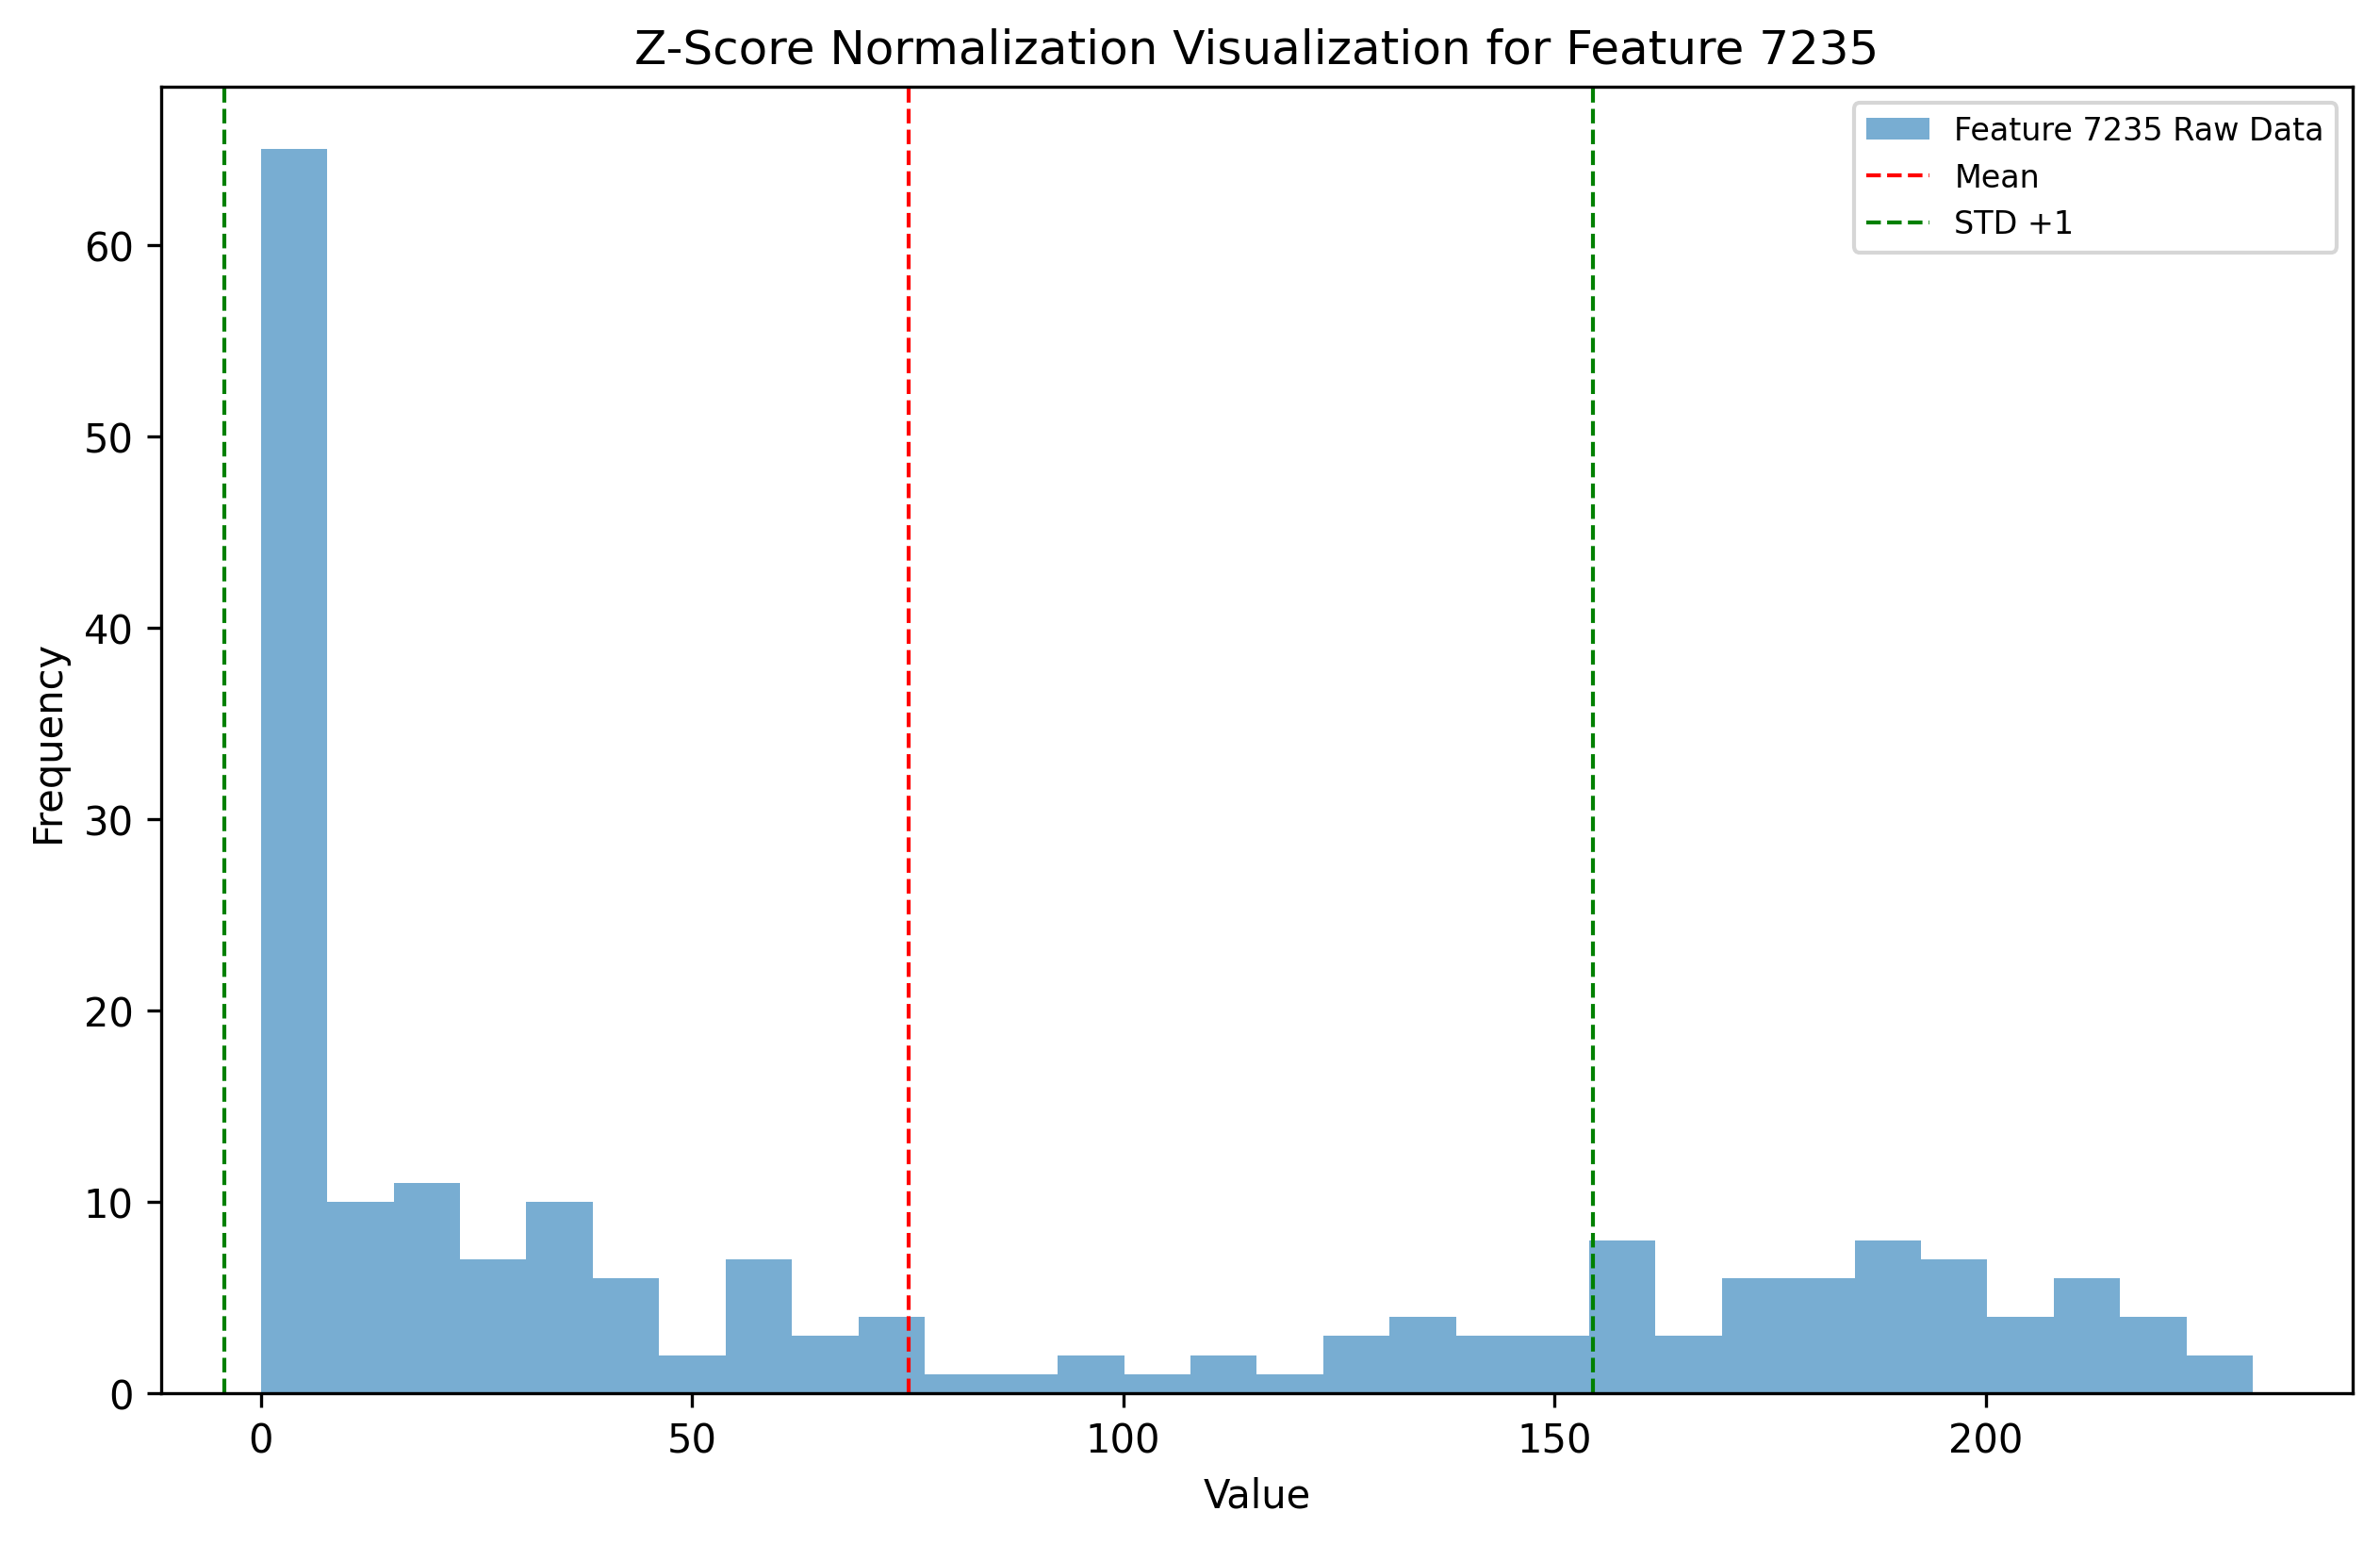 Z-Score Normalization Visualization for Feature 7235
Feature 7235 Raw Data
Mean
STD +1
Frequency
60
50
40
30
20
10
0
0 50 100 150 200
Value